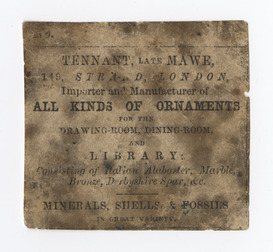 TENNANT, LATE MAWE,
149, STRAND, LONDON,
Importer and Manufacturer of
ALL KINDS OF ORNAMENTS
FOR THE
DRAWING-ROOM, DINING-ROOM,
AND
LIBRARY:
Consisting of Italian Alabaster, Marble,
Bronze, Derbyshire Spar, &c.
MINERALS, SHELLS, & FOSSILS
IN GREAT VARIETY.